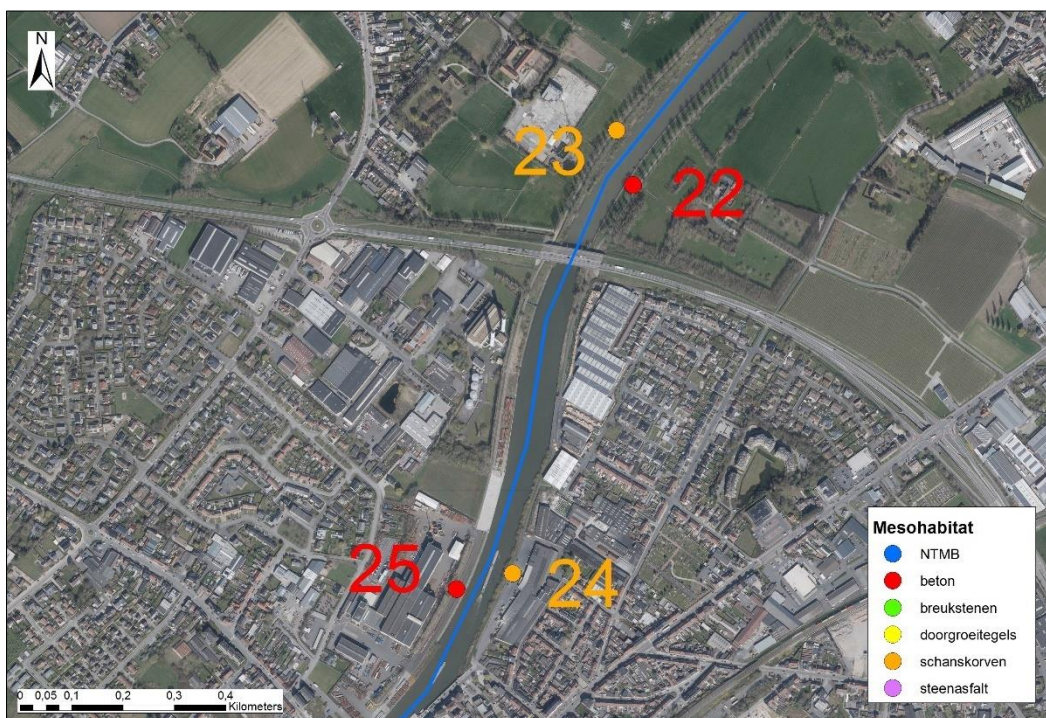 N
23
22
25
24
Mesohabitat
NTMB
beton
breukstenen
doorgroeitegels
schanskorven
steenasfalt
0 0,05 0,1 0,2 0,3 0,4
Kilometers